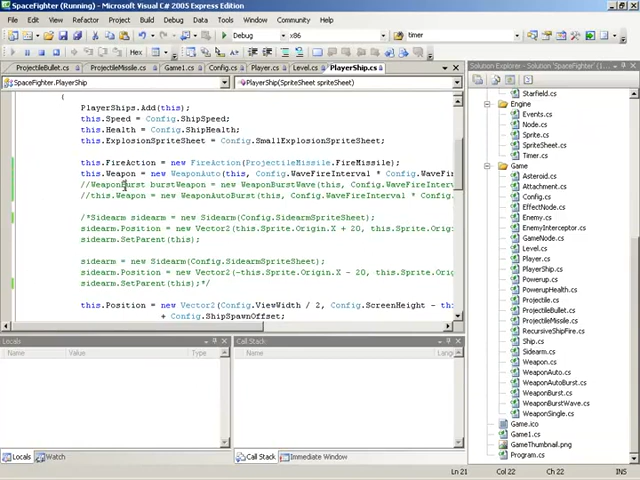 SpaceFighter (Running) - Microsoft Visual C# 2005 Express Edition
File Edit View Refactor Project Build Debug Data Tools Window Community Help
Debug x86 timer
Hex
ProjectileBullet.cs ProjectileMissile.cs Game1.cs Config.cs Player.cs Level.cs PlayerShip.cs
SpaceFighter.PlayerShip PlayerShip(SpriteSheet spriteSheet)
{
PlayerShips.Add(this);
this.Speed = Config.ShipSpeed;
this.Health = Config.ShipHealth;
this.ExplosionSpriteSheet = Config.SmallExplosionSpriteSheet;
this.FireAction = new FireAction(ProjectileMissile.FireMissile);
this.Weapon = new WeaponAuto(this, Config.WaveFireInterval * Config.WaveFir
//WeaponBurst burstWeapon = new WeaponBurstWave(this, Config.WaveFireInterv
//this.Weapon = new WeaponAutoBurst(this, Config.WaveFireInterval * Config.
/*Sidearm sidearm = new Sidearm(Config.SidearmSpriteSheet);
sidearm.Position = new Vector2(this.Sprite.Origin.X + 20, this.Sprite.Orig
sidearm.SetParent(this);
sidearm = new Sidearm(Config.SidearmSpriteSheet);
sidearm.Position = new Vector2(-this.Sprite.Origin.X - 20, this.Sprite.Ori
sidearm.SetParent(this);*/
this.Position = new Vector2(Config.ViewWidth / 2, Config.ScreenHeight - th
+ Config.ShipSpawnOffset;
Solution Explorer - Solution 'SpaceFighter' (1...
Starfield.cs
Engine
Events.cs
Node.cs
Sprite.cs
SpriteSheet.cs
Timer.cs
Game
Asteroid.cs
Attachment.cs
Config.cs
EffectNode.cs
Enemy.cs
EnemyInterceptor.cs
GameNode.cs
Level.cs
Player.cs
PlayerShip.cs
Powerup.cs
PowerupHealth.cs
Projectile.cs
ProjectileBullet.cs
ProjectileMissile.cs
RecursiveShipFire.cs
Ship.cs
Sidearm.cs
Weapon.cs
WeaponAuto.cs
WeaponAutoBurst.cs
WeaponBurst.cs
WeaponBurstWave.cs
WeaponSingle.cs
Game.ico
Game1.cs
GameThumbnail.png
Program.cs
Locals
Name Value
Call Stack
Name Lang
Locals Watch
Call Stack Immediate Window
Ln 21 Col 22 Ch 22